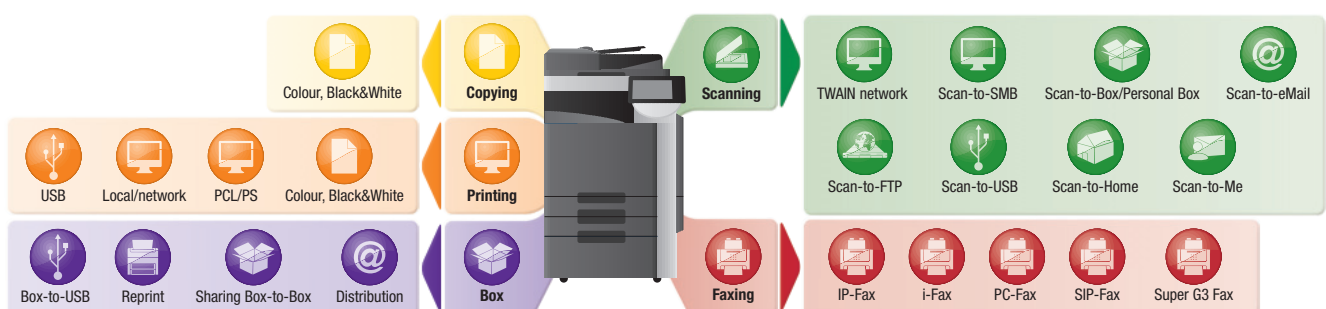 Colour, Black&White
Copying
Scanning
TWAIN network
Scan-to-SMB
Scan-to-Box/Personal Box
Scan-to-eMail
Scan-to-FTP
Scan-to-USB
Scan-to-Home
Scan-to-Me
USB
Local/network
PCL/PS
Colour, Black&White
Printing
Box-to-USB
Reprint
Sharing Box-to-Box
Distribution
Box
Faxing
IP-Fax
i-Fax
PC-Fax
SIP-Fax
Super G3 Fax